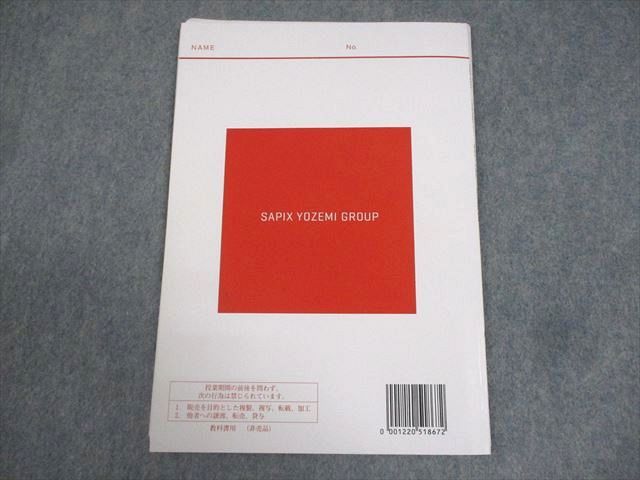 NAME No.
SAPIX YOZEMI GROUP
授業期間の前後を問わず、
次の行為は禁じられています。
1. 販売を目的とした複製、複写、転載、加工
2. 他者への譲渡、転売、貸与
教科書用 (非売品)
0 001220 518672